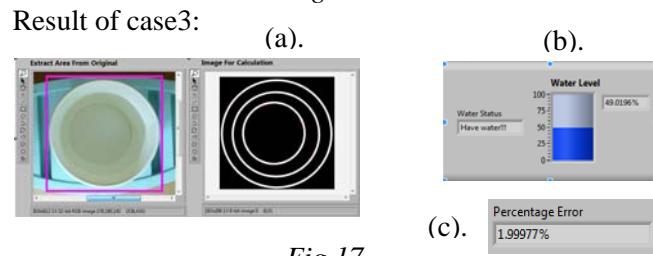 Result of case3:
(a).
(b).
Extract Area From Original
Image For Calculation
Water Level
100
75
50
25
0
49.0196%
Water Status
Have water!!!
(c).
Percentage Error
1.99977%
Fig 17